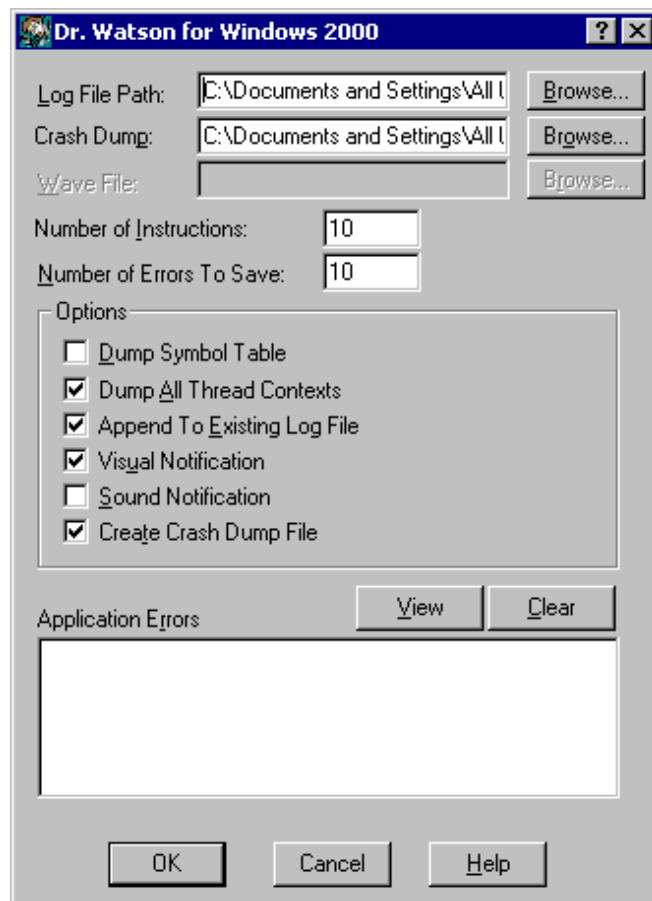 Dr. Watson for Windows 2000
Log File Path: C:\Documents and Settings\All U Browse...
Crash Dump: C:\Documents and Settings\All U Browse...
Wave File: Browse...
Number of Instructions: 10
Number of Errors To Save: 10
Options
Dump Symbol Table
Dump All Thread Contexts
Append To Existing Log File
Visual Notification
Sound Notification
Create Crash Dump File
Application Errors View Clear
OK Cancel Help